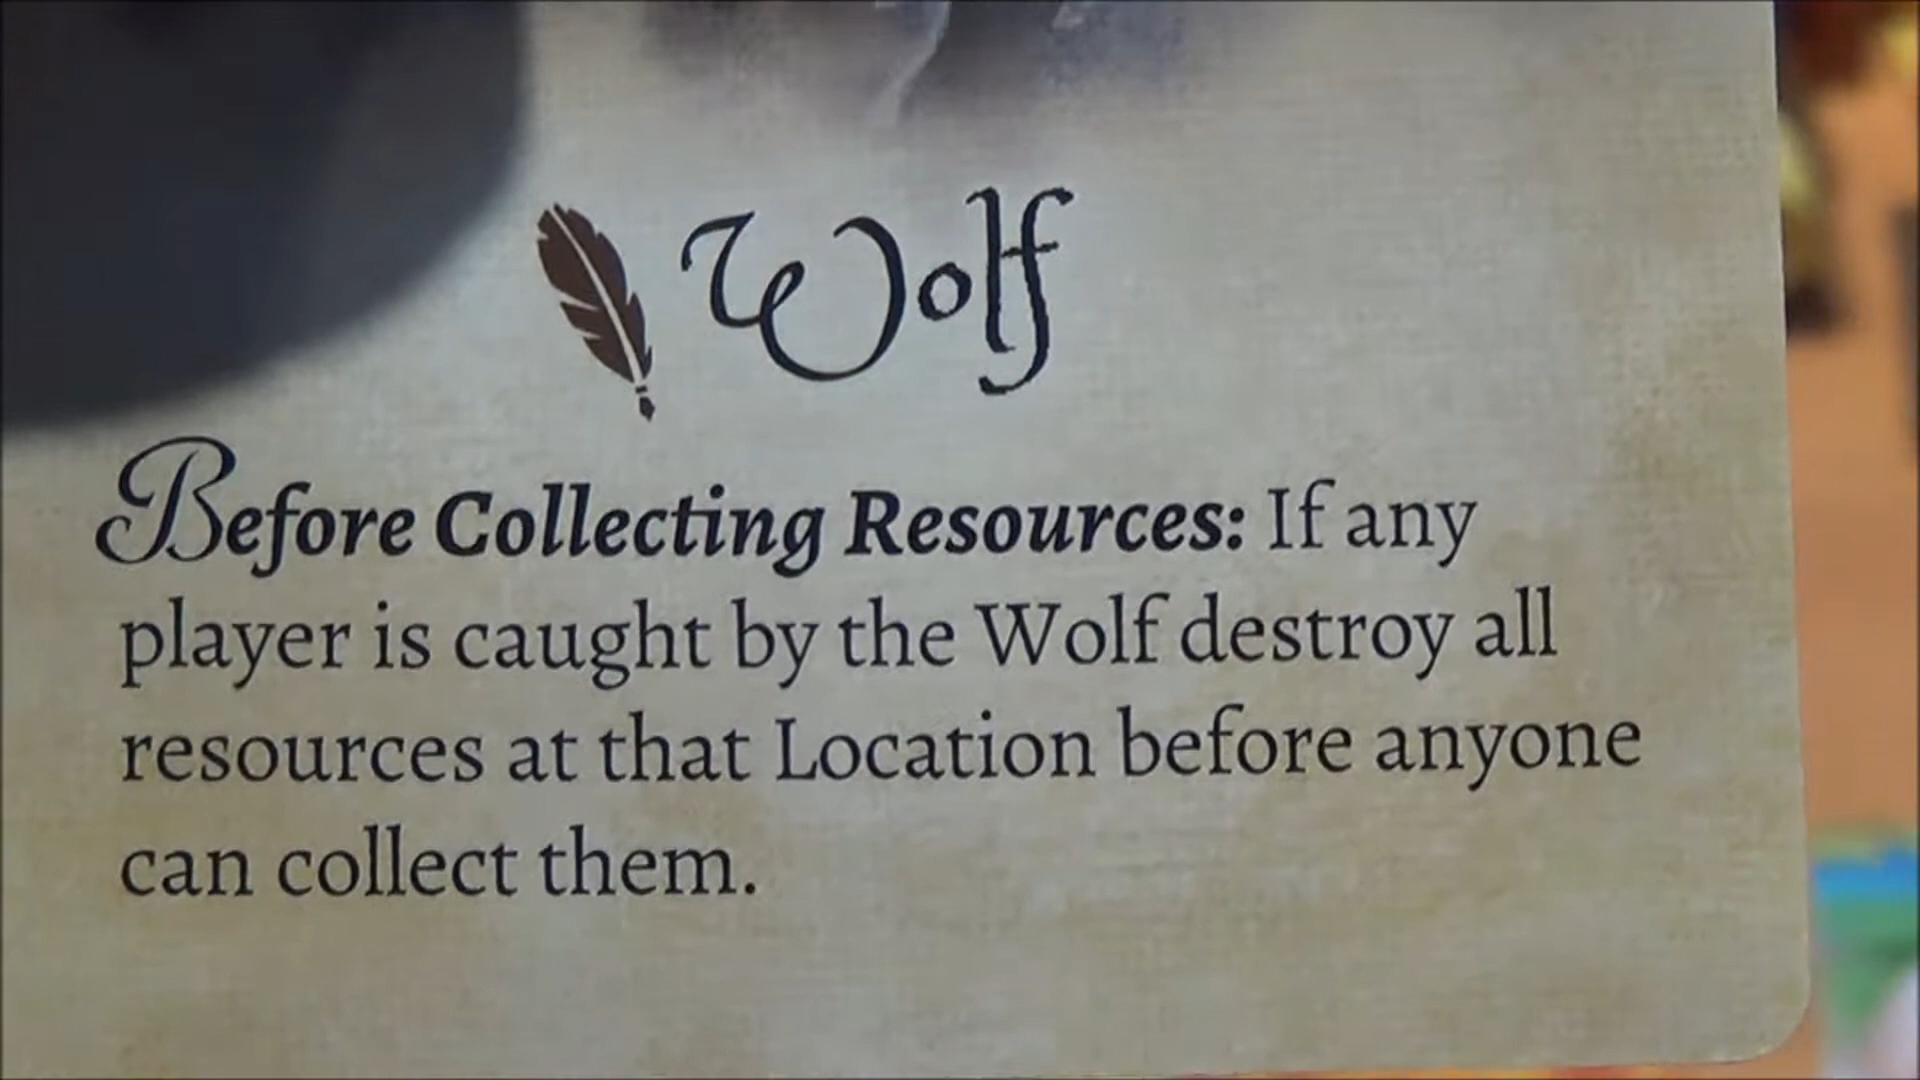 Wolf
Before Collecting Resources: If any
player is caught by the Wolf destroy all
resources at that Location before anyone
can collect them.